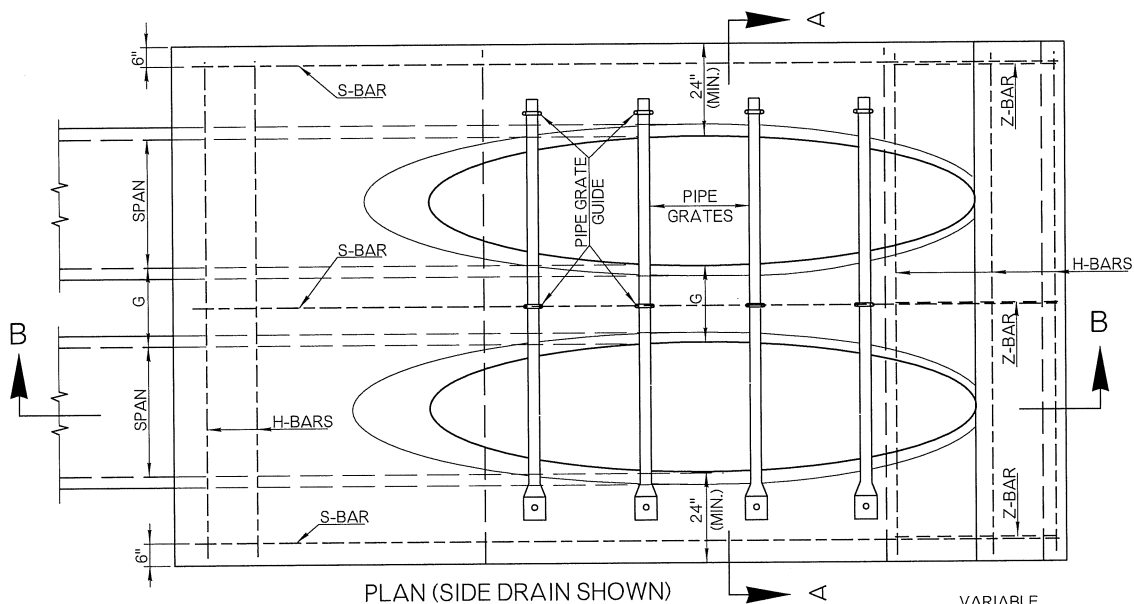 A
6"
S-BAR
24"
(MIN.)
Z-BAR
SPAN
PIPE GRATE
GUIDE
PIPE
GRATES
S-BAR
H-BARS
G
G
B
Z-BAR
B
SPAN
H-BARS
S-BAR
24"
(MIN.)
Z-BAR
6"
A
PLAN (SIDE DRAIN SHOWN)
VARIABLE